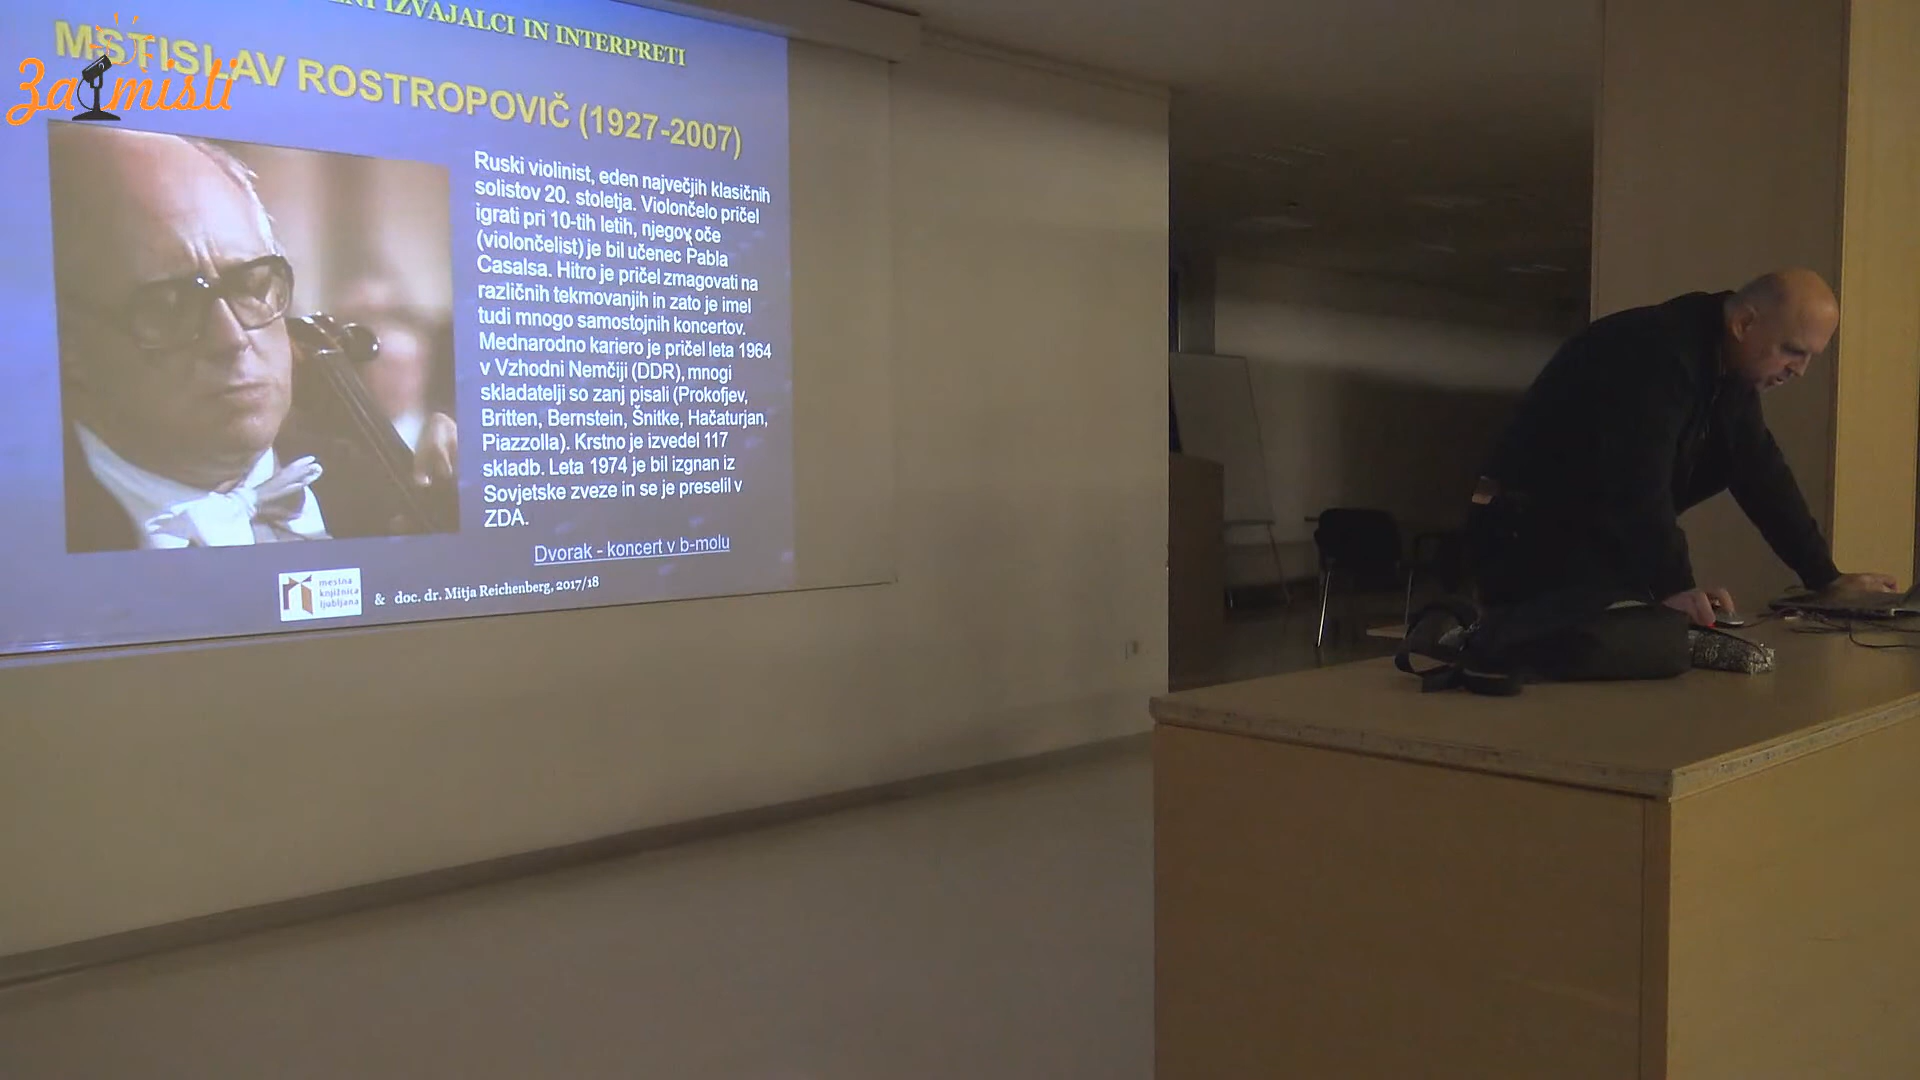 IZVAJALCI IN INTERPRETI
MSTISLAV ROSTROPOVIČ (1927-2007)
Zamisli
Ruski violinist, eden največjih klasičnih
solistov 20. stoletja. Violončelo pričel
igrati pri 10-tih letih, njegov oče
(violončelist) je bil učenec Pabla
Casalsa. Hitro je pričel zmagovati na
različnih tekmovanjih in zato je imel
tudi mnogo samostojnih koncertov.
Mednarodno kariero je pričel leta 1964
v Vzhodni Nemčiji (DDR), mnogi
skladatelji so zanj pisali (Prokofjev,
Britten, Bernstein, Šnitke, Hačaturjan,
Piazzolla). Krstno je izvedel 117
skladb. Leta 1974 je bil izgnan iz
Sovjetske zveze in se je preselil v
ZDA.
Dvorak - koncert v b-molu
mestna
knjižnica
ljubljana
& doc. dr. Mitja Reichenberg, 2017/18